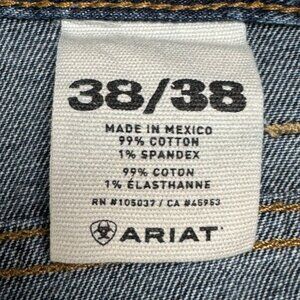 38/38
MADE IN MEXICO
99% COTTON
1% SPANDEX
99% COTON
1% ÉLASTHANNE
RN #105037 / CA #45953
ARIAT